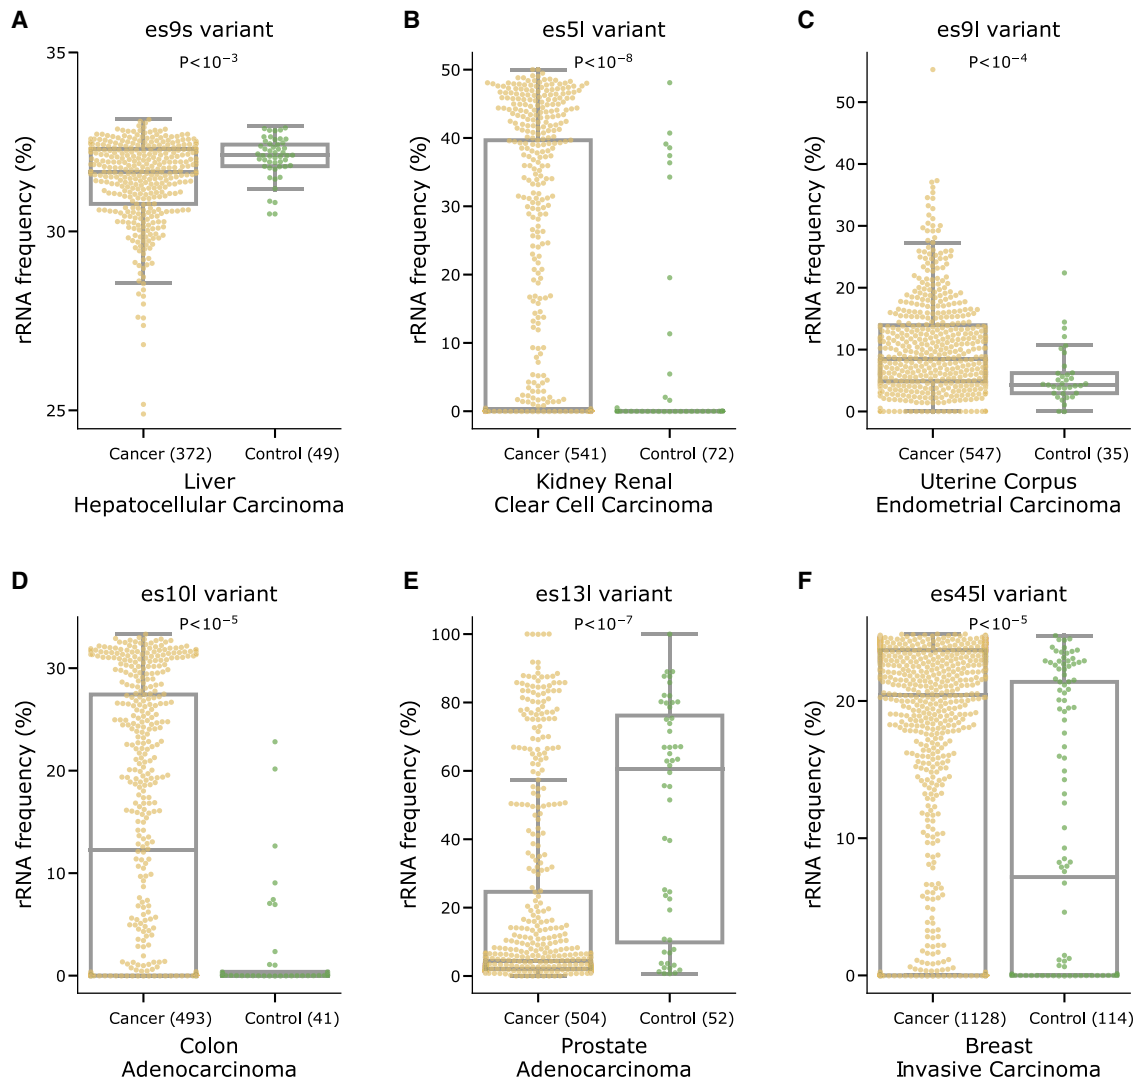 A
es9s variant
P<10⁻³
rRNA frequency (%)
35
30
25
Cancer (372)
Control (49)
Liver
Hepatocellular Carcinoma
B
es5l variant
P<10⁻⁸
rRNA frequency (%)
50
40
30
20
10
0
Cancer (541)
Control (72)
Kidney Renal
Clear Cell Carcinoma
C
es9l variant
P<10⁻⁴
rRNA frequency (%)
50
40
30
20
10
0
Cancer (547)
Control (35)
Uterine Corpus
Endometrial Carcinoma
D
es10l variant
P<10⁻⁵
rRNA frequency (%)
30
20
10
0
Cancer (493)
Control (41)
Colon
Adenocarcinoma
E
es13l variant
P<10⁻⁷
rRNA frequency (%)
100
80
60
40
20
0
Cancer (504)
Control (52)
Prostate
Adenocarcinoma
F
es45l variant
P<10⁻⁵
rRNA frequency (%)
20
10
0
Cancer (1128)
Control (114)
Breast
Invasive Carcinoma